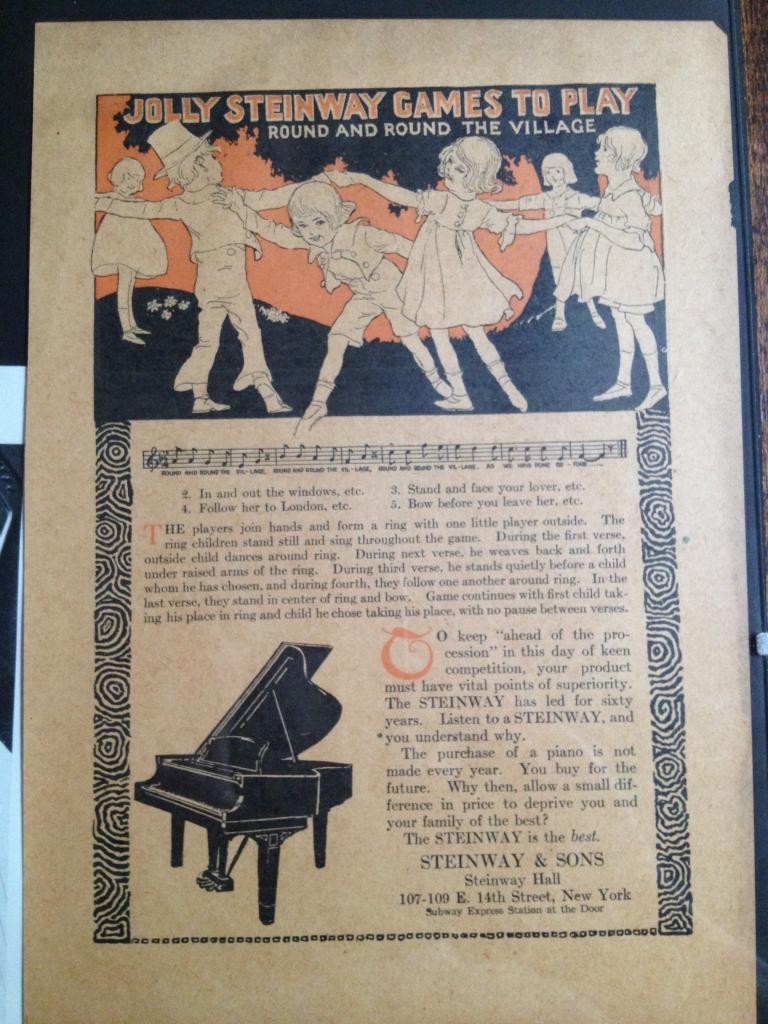 JOLLY STEINWAY GAMES TO PLAY
ROUND AND ROUND THE VILLAGE
ROUND AND ROUND THE VIL-LAGE, ROUND AND ROUND THE VIL-LAGE, ROUND AND ROUND THE VIL-LAGE, AS WE HAVE DONE BE-FORE
2. In and out the windows, etc. 3. Stand and face your lover, etc.
4. Follow her to London, etc. 5. Bow before you leave her, etc.
THE players join hands and form a ring with one little player outside. The
ring children stand still and sing throughout the game. During the first verse,
outside child dances around ring. During next verse, he weaves back and forth
under raised arms of the ring. During third verse, he stands quietly before a child
whom he has chosen, and during fourth, they follow one another around ring. In the
last verse, they stand in center of ring and bow. Game continues with first child tak-
ing his place in ring and child he chose taking his place, with no pause between verses.
TO keep "ahead of the pro-
cession" in this day of keen
competition, your product
must have vital points of superiority.
The STEINWAY has led for sixty
years. Listen to a STEINWAY, and
you understand why.
The purchase of a piano is not
made every year. You buy for the
future. Why then, allow a small dif-
ference in price to deprive you and
your family of the best?
The STEINWAY is the best.
STEINWAY & SONS
Steinway Hall
107-109 E. 14th Street, New York
Subway Express Station at the Door